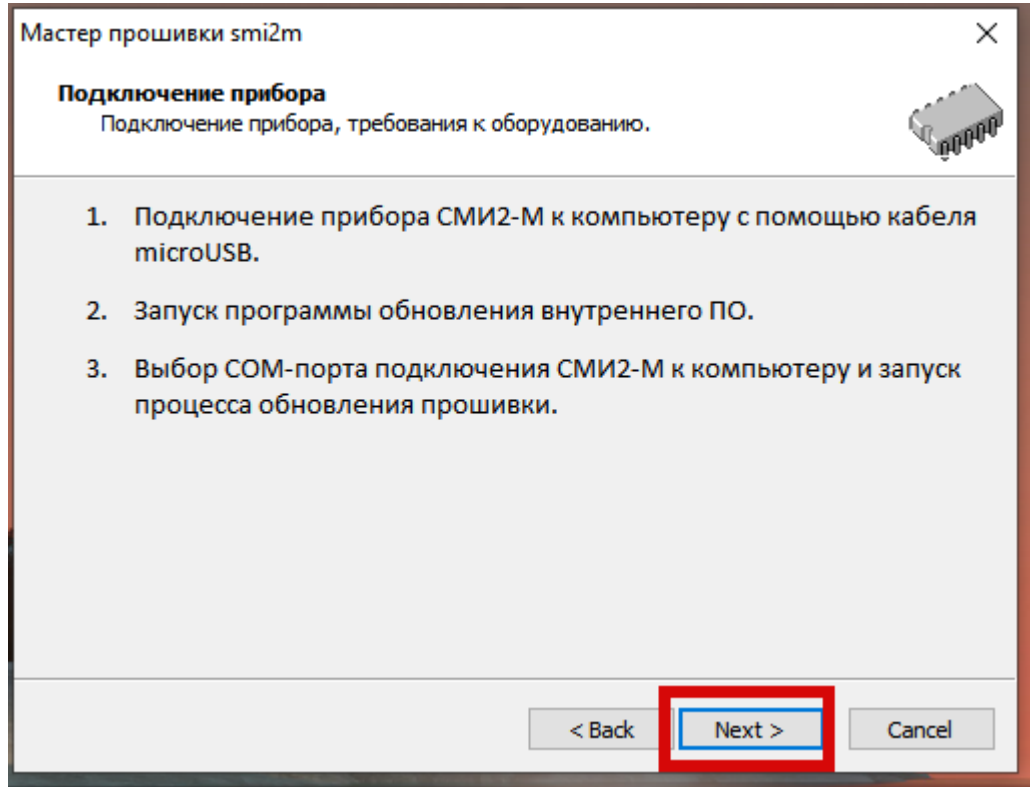 Мастер прошивки smi2m
Подключение прибора
Подключение прибора, требования к оборудованию.
1. Подключение прибора СМИ2-М к компьютеру с помощью кабеля
microUSB.
2. Запуск программы обновления внутреннего ПО.
3. Выбор COM-порта подключения СМИ2-М к компьютеру и запуск
процесса обновления прошивки.
< Back Next > Cancel